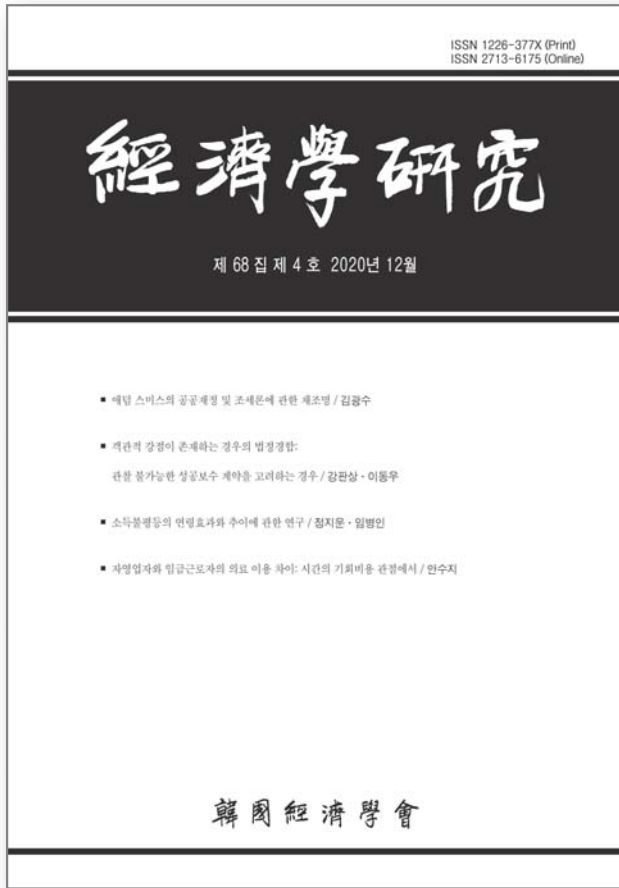 ISSN 1226-377X (Print)
ISSN 2713-6175 (Online)
經濟學硏究
제 68 집 제 4 호 2020년 12월
■ 애덤 스미스의 공공재정 및 조세론에 관한 재조명 / 김광수
■ 객관적 강점이 존재하는 경우의 법정경합:
관찰 불가능한 성공보수 계약을 고려하는 경우 / 강판상·이동우
■ 소득불평등의 연령효과와 추이에 관한 연구 / 정지운·임병인
■ 자영업자와 임금근로자의 의료 이용 차이: 시간의 기회비용 관점에서 / 안수지
韓國經濟學會